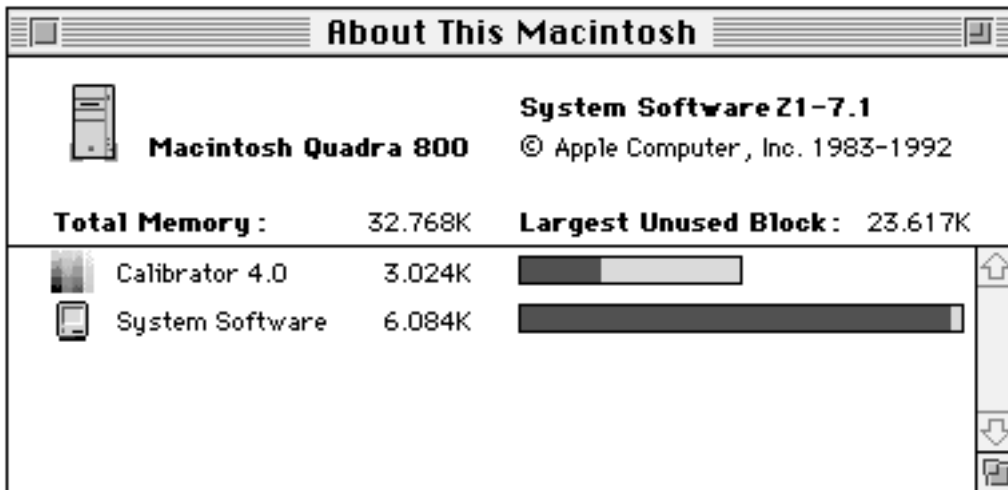 About This Macintosh
System Software Z1-7.1
Macintosh Quadra 800
© Apple Computer, Inc. 1983-1992
Total Memory : 32.768K Largest Unused Block : 23.617K
Calibrator 4.0 3.024K
System Software 6.084K